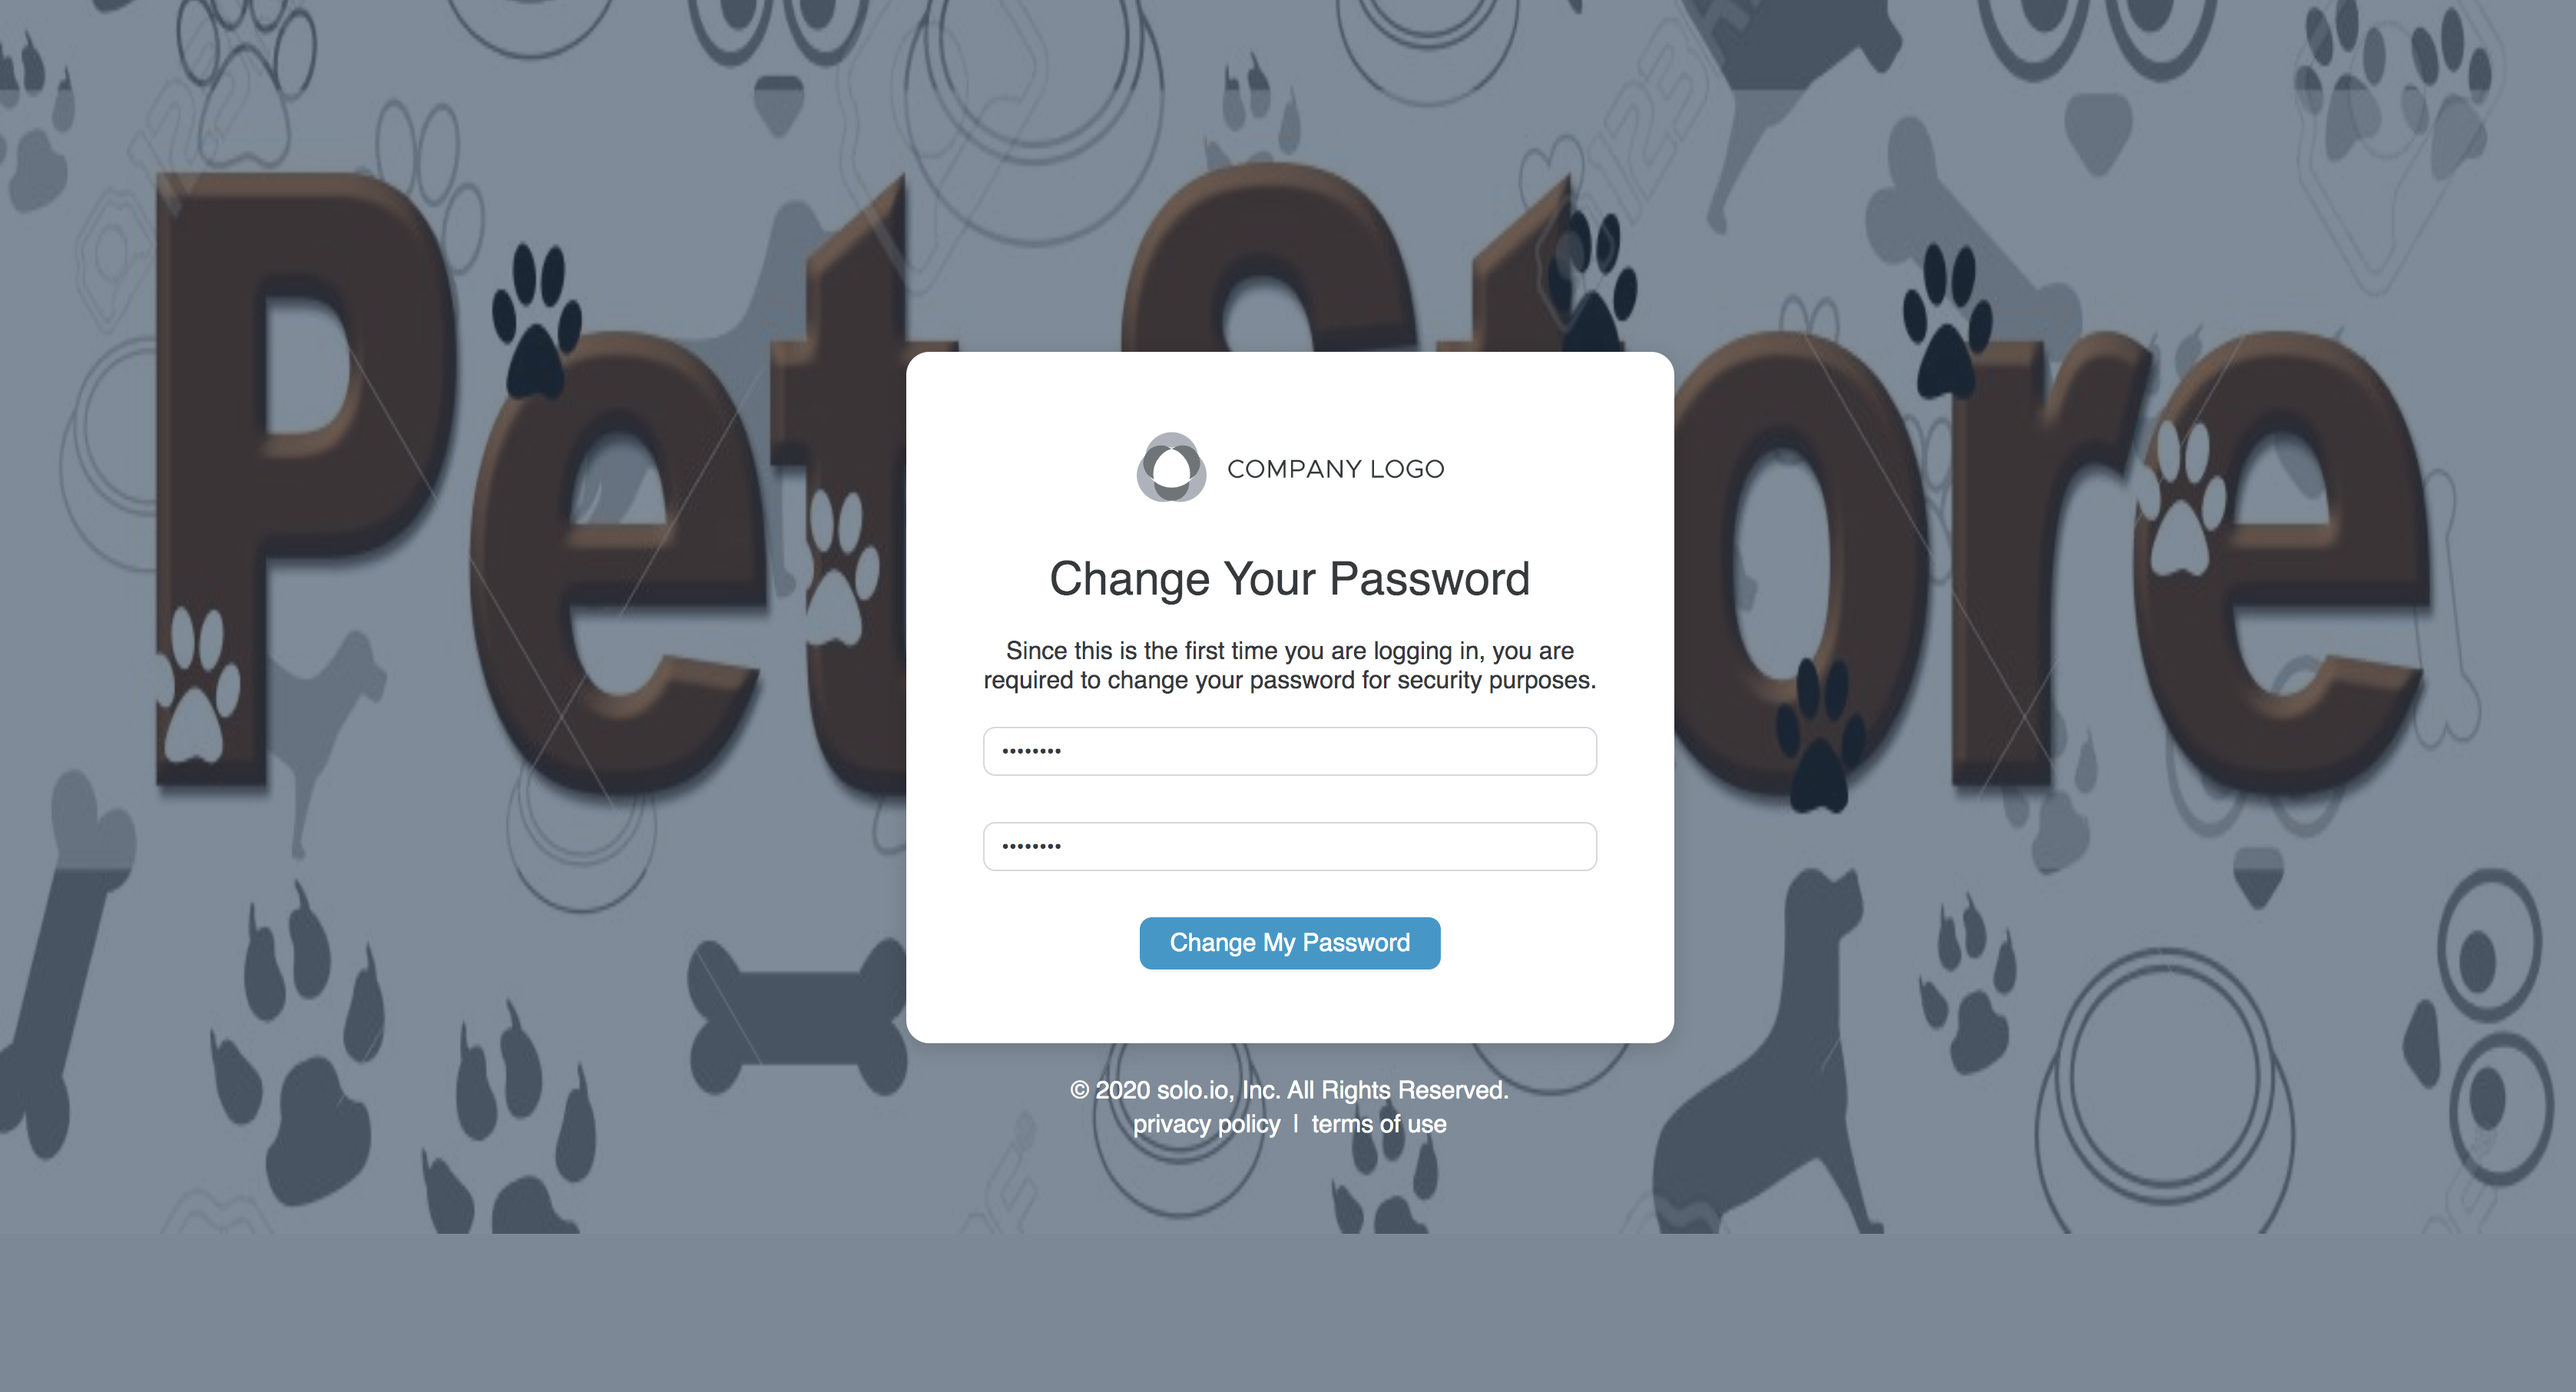 Pet Store
COMPANY LOGO
Change Your Password
Since this is the first time you are logging in, you are
required to change your password for security purposes.
••••••••
••••••••
Change My Password
© 2020 solo.io, Inc. All Rights Reserved.
privacy policy | terms of use